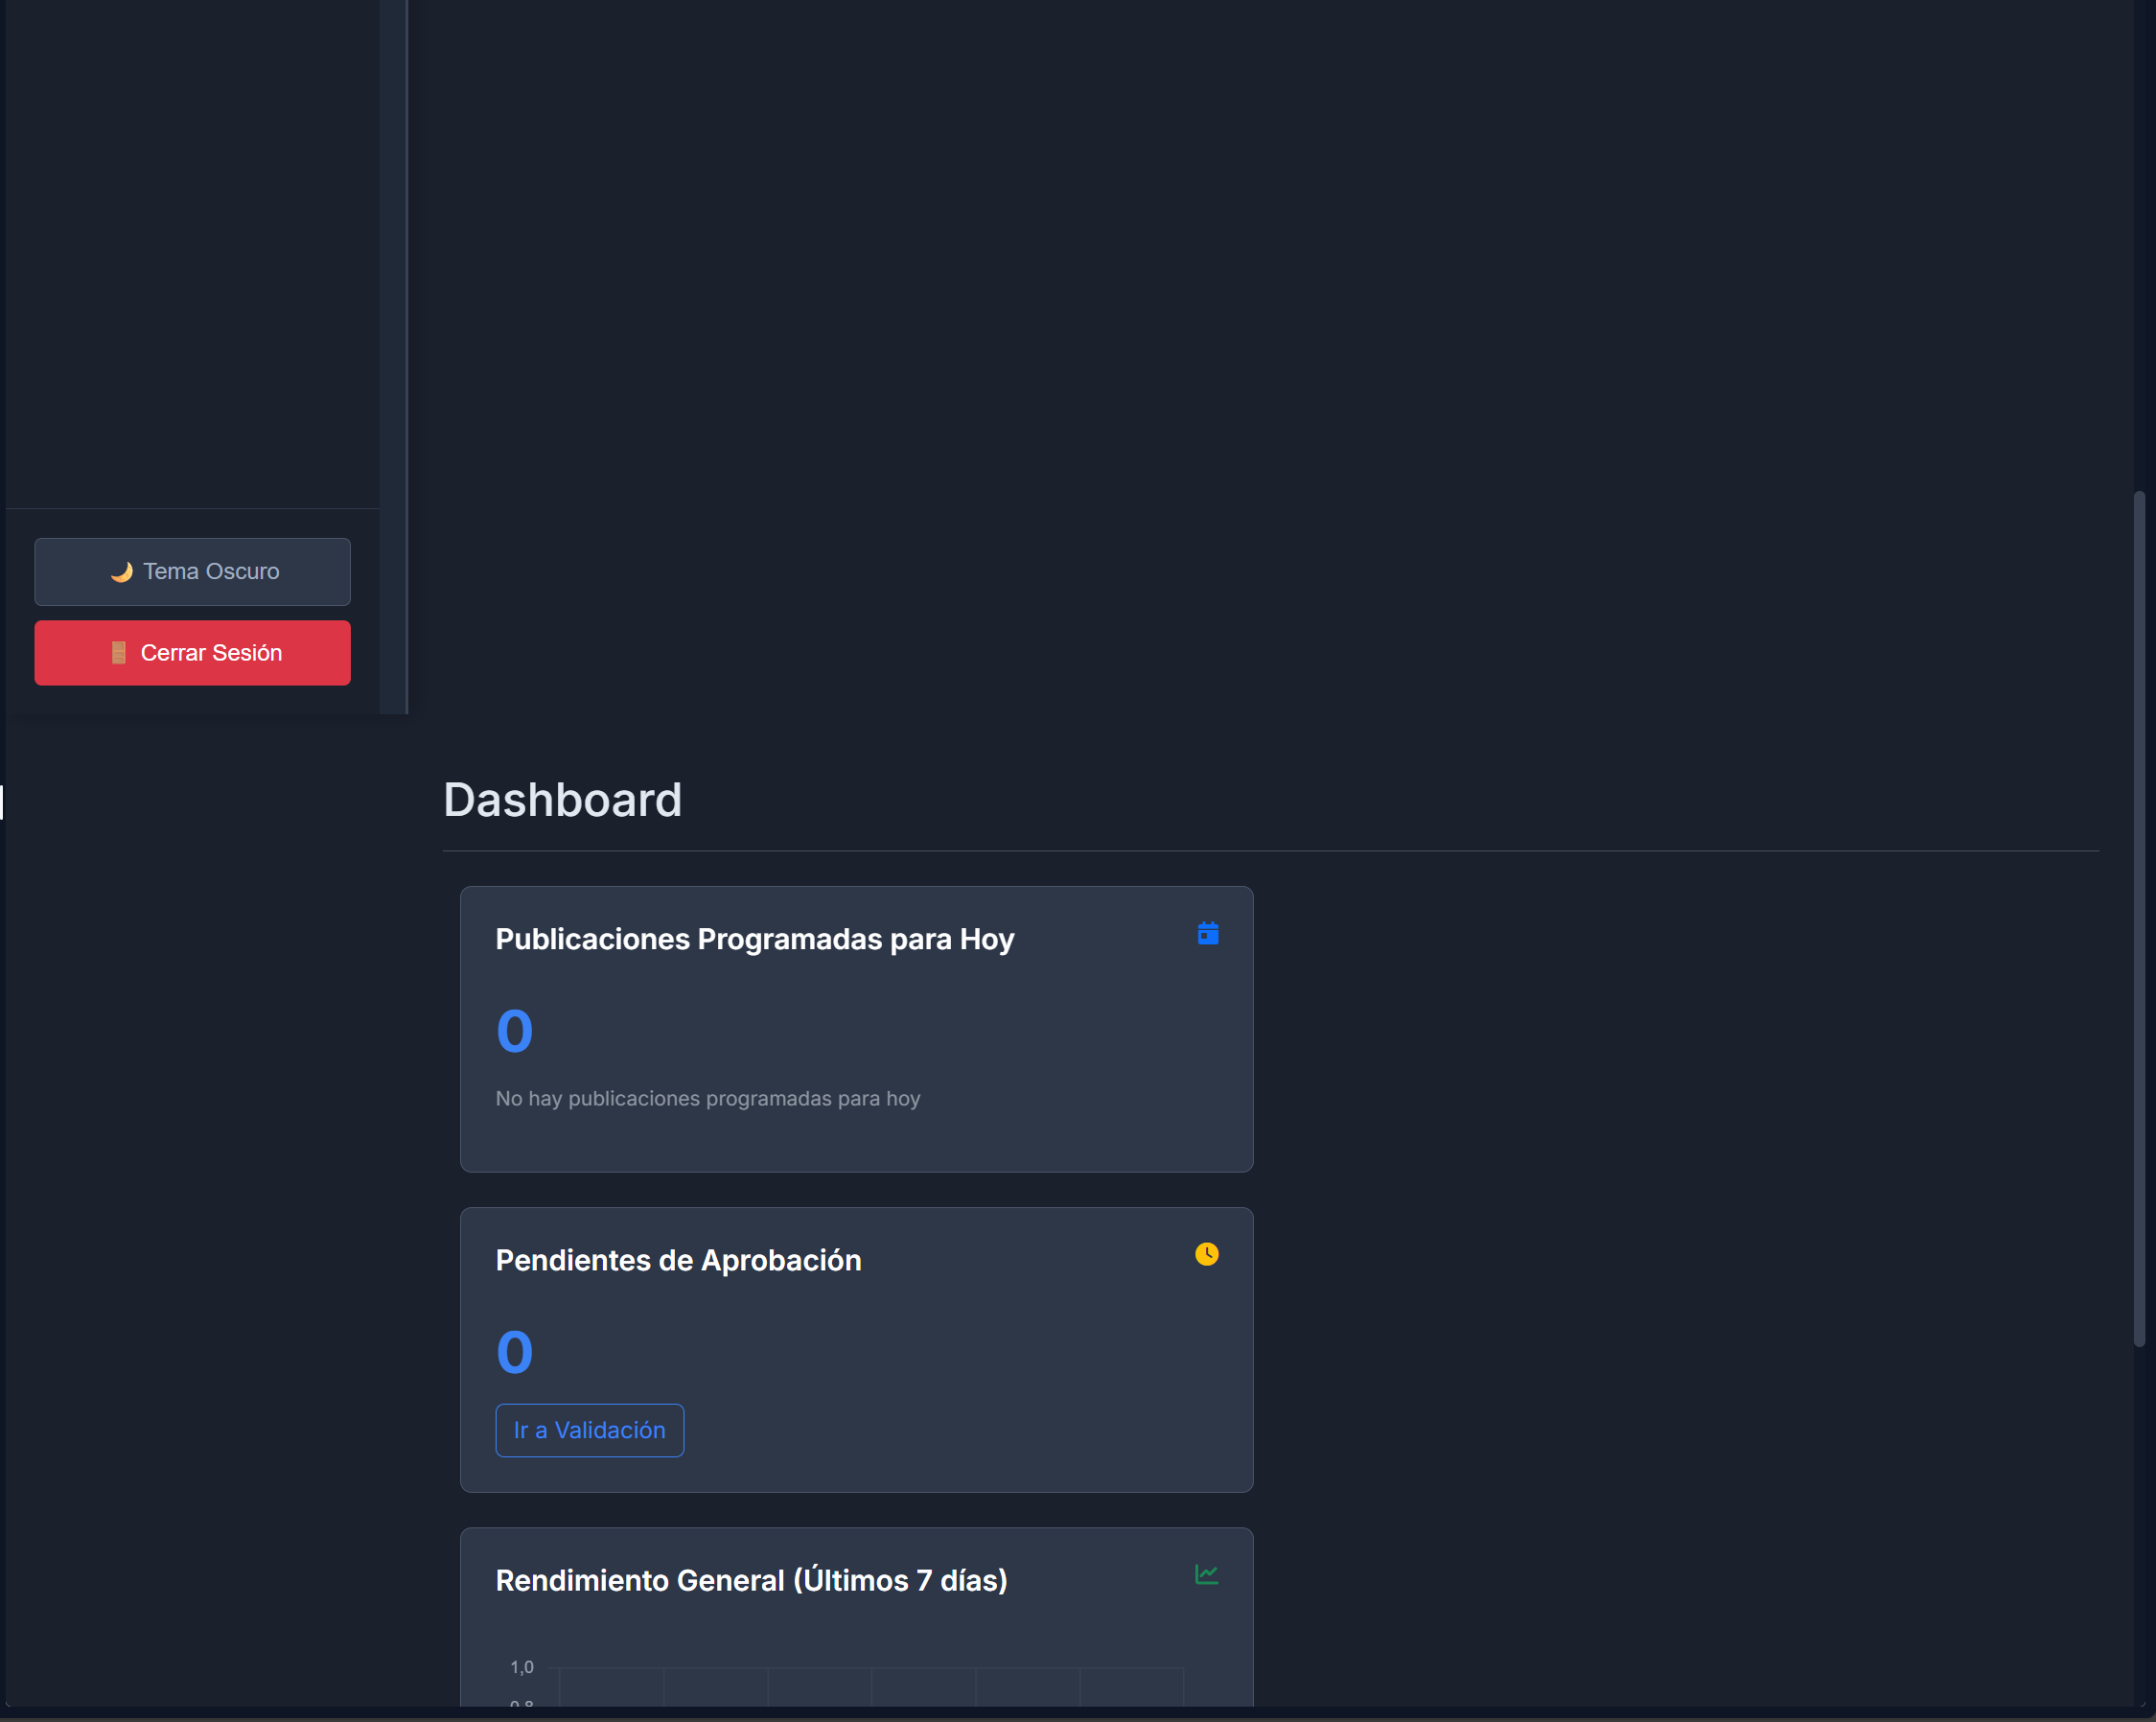 🌙 Tema Oscuro
🚪 Cerrar Sesión
Dashboard
Publicaciones Programadas para Hoy
0
No hay publicaciones programadas para hoy
Pendientes de Aprobación
0
Ir a Validación
Rendimiento General (Últimos 7 días)
1,0